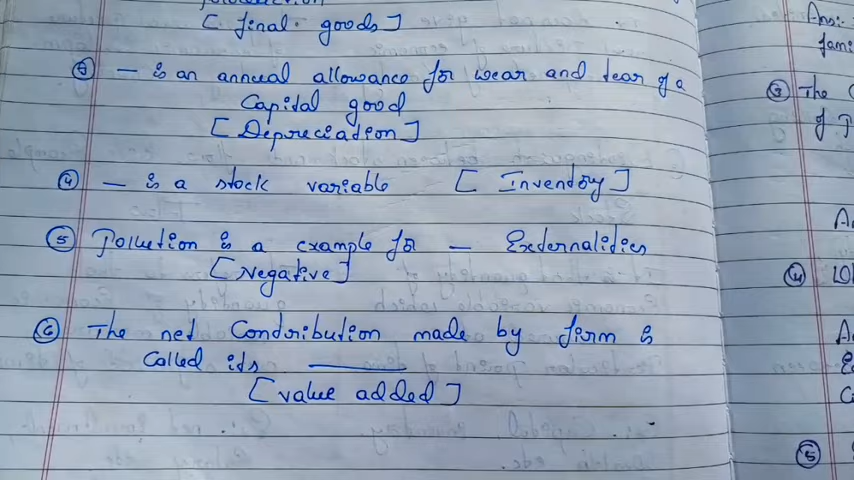 [ final goods ]
③ — is an annual allowance for wear and tear of a
Capital good
[ Depreciation ]
④ — is a stock variable [ Inventory ]
⑤ Pollution is a example for — Externalities
[ Negative ]
⑥ The net Contribution made by firm is
Called its ______
[ value added ]
Ans:
③ The
of
④
⑤